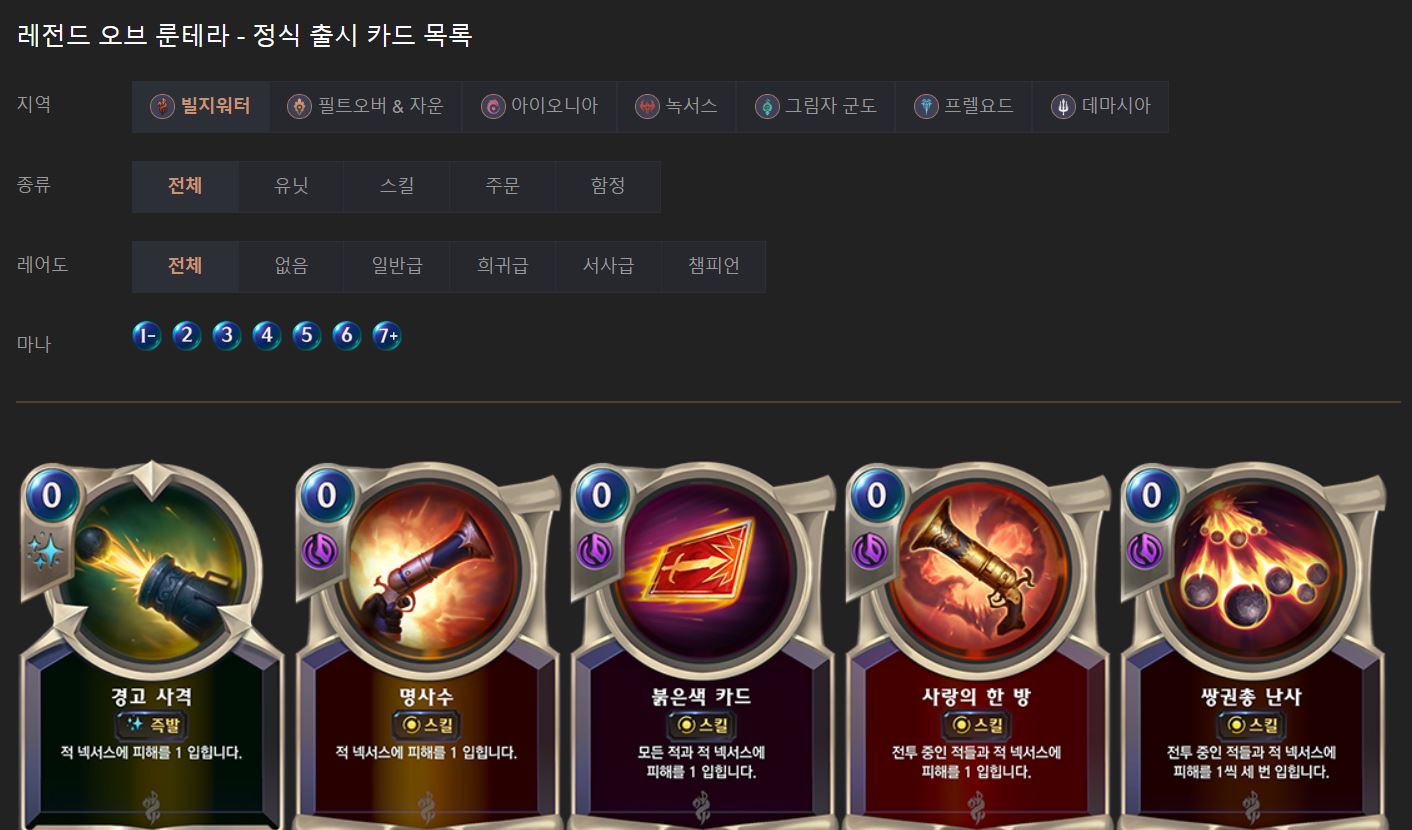 레전드 오브 룬테라 - 정식 출시 카드 목록
지역 빌지워터 필트오버 & 자운 아이오니아 녹서스 그림자 군도 프렐요드 데마시아
종류 전체 유닛 스킬 주문 함정
레어도 전체 없음 일반급 희귀급 서사급 챔피언
마나 1- 2 3 4 5 6 7+
0 0 0 0 0
경고 사격 명사수 붉은색 카드 사랑의 한 방 쌍권총 난사
즉발 스킬 스킬 스킬 스킬
적 넥서스에 피해를 1 입힙니다. 적 넥서스에 피해를 1 입힙니다. 모든 적과 적 넥서스에 전투 중인 적들과 적 넥서스에 전투 중인 적들과 적 넥서스에
피해를 1 입힙니다. 피해를 1 입힙니다. 피해를 1씩 세 번 입힙니다.